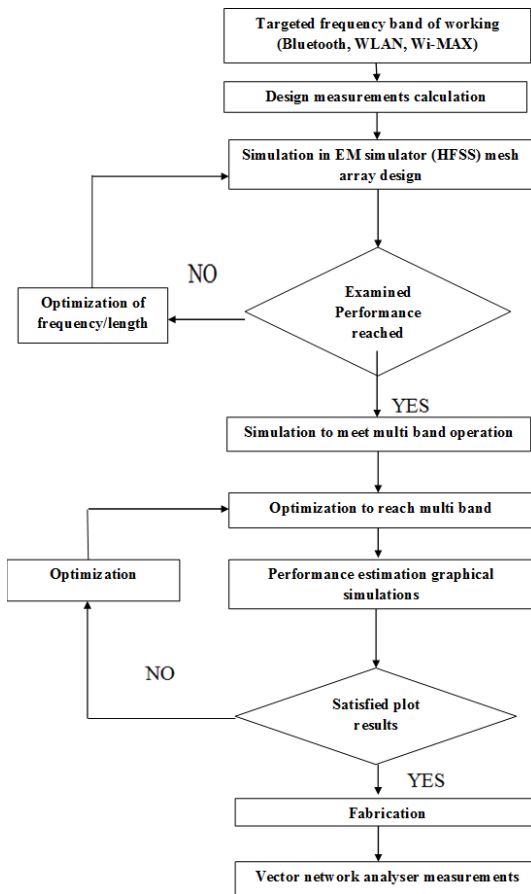 Targeted frequency band of working
(Bluetooth, WLAN, Wi-MAX)
Design measurements calculation
Simulation in EM simulator (HFSS) mesh
array design
NO
Optimization of
frequency/length
Examined
Performance
reached
YES
Simulation to meet multi band operation
Optimization to reach multi band
Optimization
Performance estimation graphical
simulations
NO
Satisfied plot
results
YES
Fabrication
Vector network analyser measurements